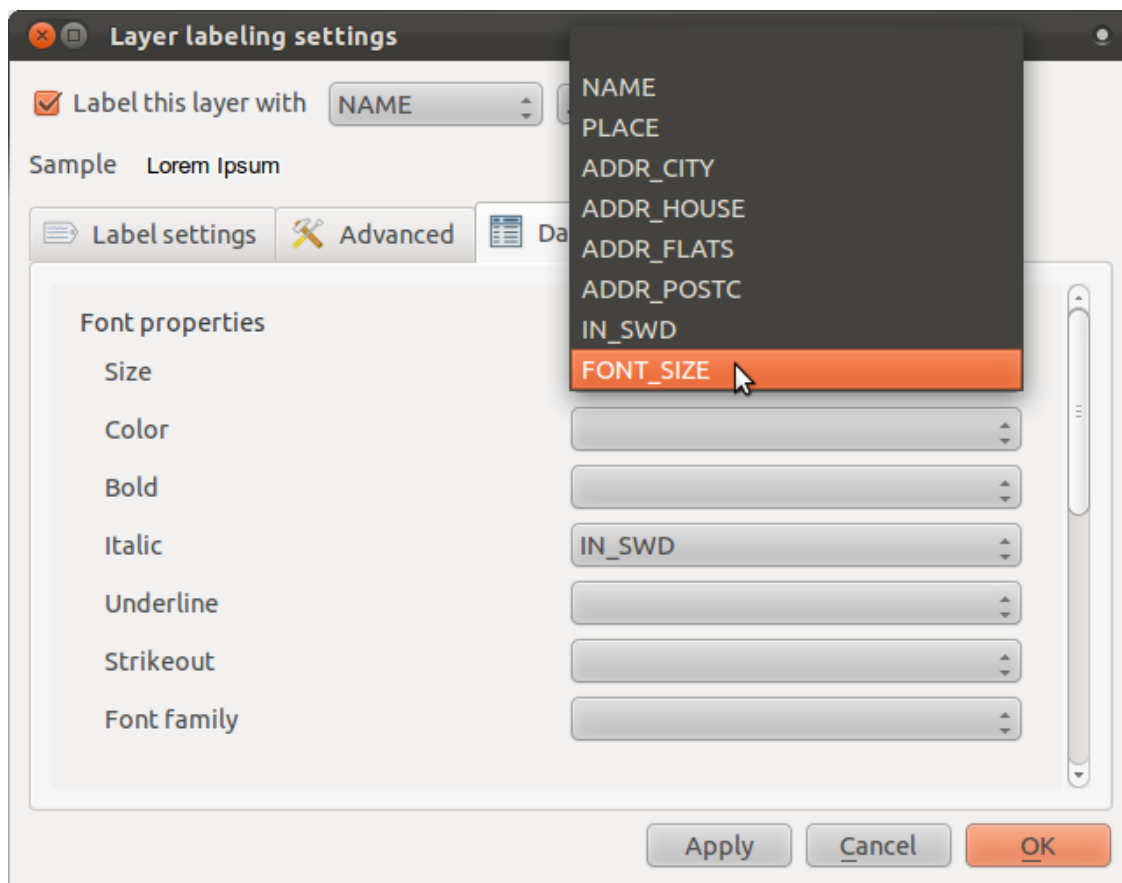 Layer labeling settings
Label this layer with NAME
Sample Lorem Ipsum
Label settings Advanced Da
NAME
PLACE
ADDR_CITY
ADDR_HOUSE
ADDR_FLATS
ADDR_POSTC
IN_SWD
FONT_SIZE
Font properties
Size
Color
Bold
Italic IN_SWD
Underline
Strikeout
Font family
Apply Cancel OK